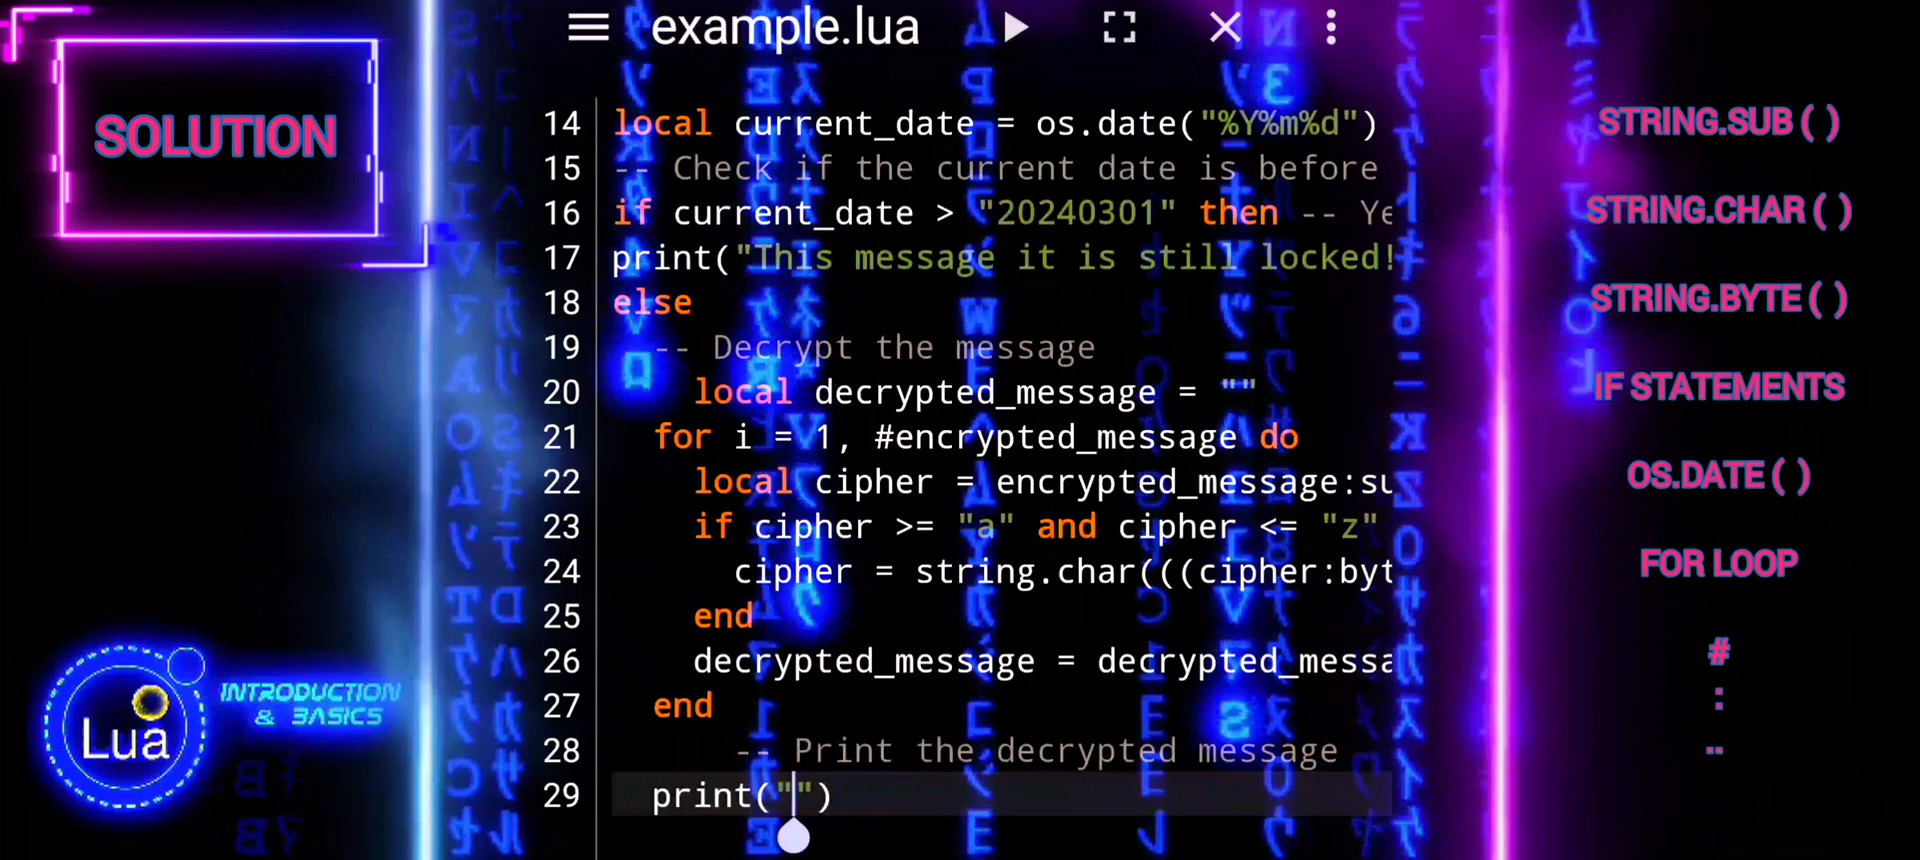 SOLUTION
example.lua
14 local current_date = os.date("%Y%m%d")
15 -- Check if the current date is before
16 if current_date > "20240301" then -- Ye
17 print("This message it is still locked!
18 else
19 -- Decrypt the message
20 local decrypted_message = ""
21 for i = 1, #encrypted_message do
22 local cipher = encrypted_message:su
23 if cipher >= "a" and cipher <= "z"
24 cipher = string.char(((cipher:byt
25 end
26 decrypted_message = decrypted_messa
27 end
28 -- Print the decrypted message
29 print("")
STRING.SUB ( )
STRING.CHAR ( )
STRING.BYTE ( )
IF STATEMENTS
OS.DATE ( )
FOR LOOP
#
:
..
Lua
INTRODUCTION
& BASICS